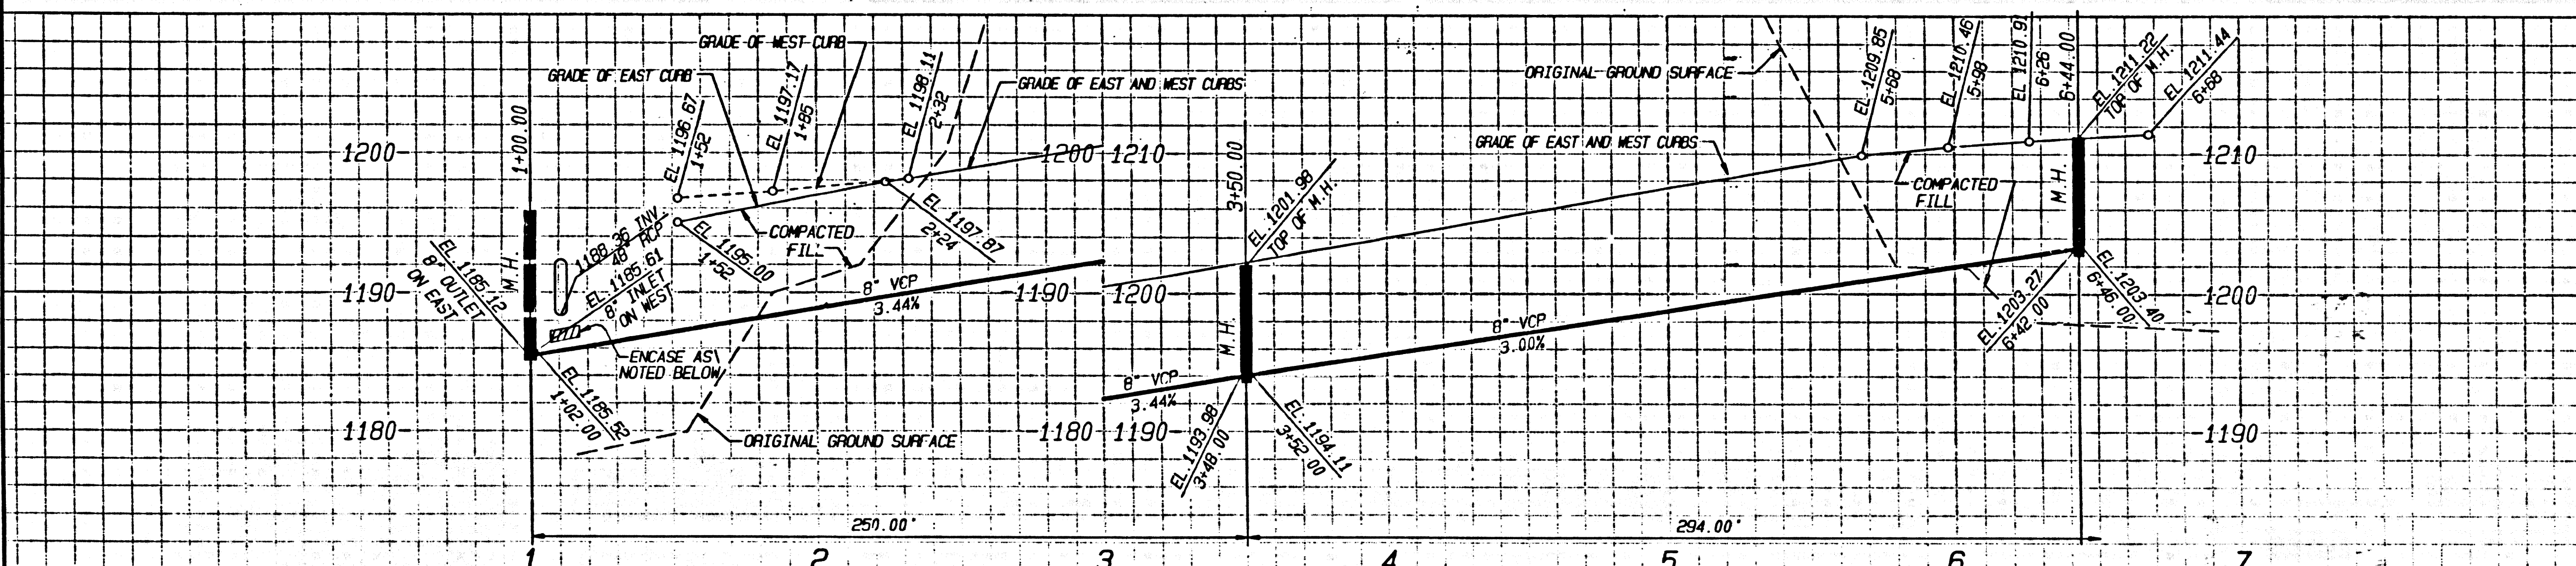 GRADE OF WEST CURB
GRADE OF EAST CURB
GRADE OF EAST AND WEST CURBS
EL 1196.67
1+52
EL 1197.17
1+85
EL 1198.11
2+32
1+00.00
1200
1190
1180
M.H.
EL.1185.12
8" OUTLET
ON EAST
1188.36 INV
48" RCP
EL 1185.61
8" INLET
ON WEST
EL 1195.00
1+52
COMPACTED
FILL
EL 1197.87
2+24
8" VCP
3.44%
ENCASE AS
NOTED BELOW
EL.1185.52
1+02.00
ORIGINAL GROUND SURFACE
1200 1210
1190 1200
1180 1190
3+50.00
EL.1201.98
TOP OF M.H.
M.H.
8" VCP
3.44%
EL.1193.98
3+48.00
EL.1194.11
3+52.00
ORIGINAL GROUND SURFACE
GRADE OF EAST AND WEST CURBS
8" VCP
3.00%
EL 1209.85
5+68
EL 1210.46
5+98
EL 1210.9
6+26
6+44.00
EL.1211.22
TOP OF M.H.
EL.1211.44
6+68
M.H.
COMPACTED
FILL
EL.1203.27
6+42.00
EL.1203.40
6+46.00
1210
1200
1190
250.00'
294.00'
1 2 3 4 5 6 7